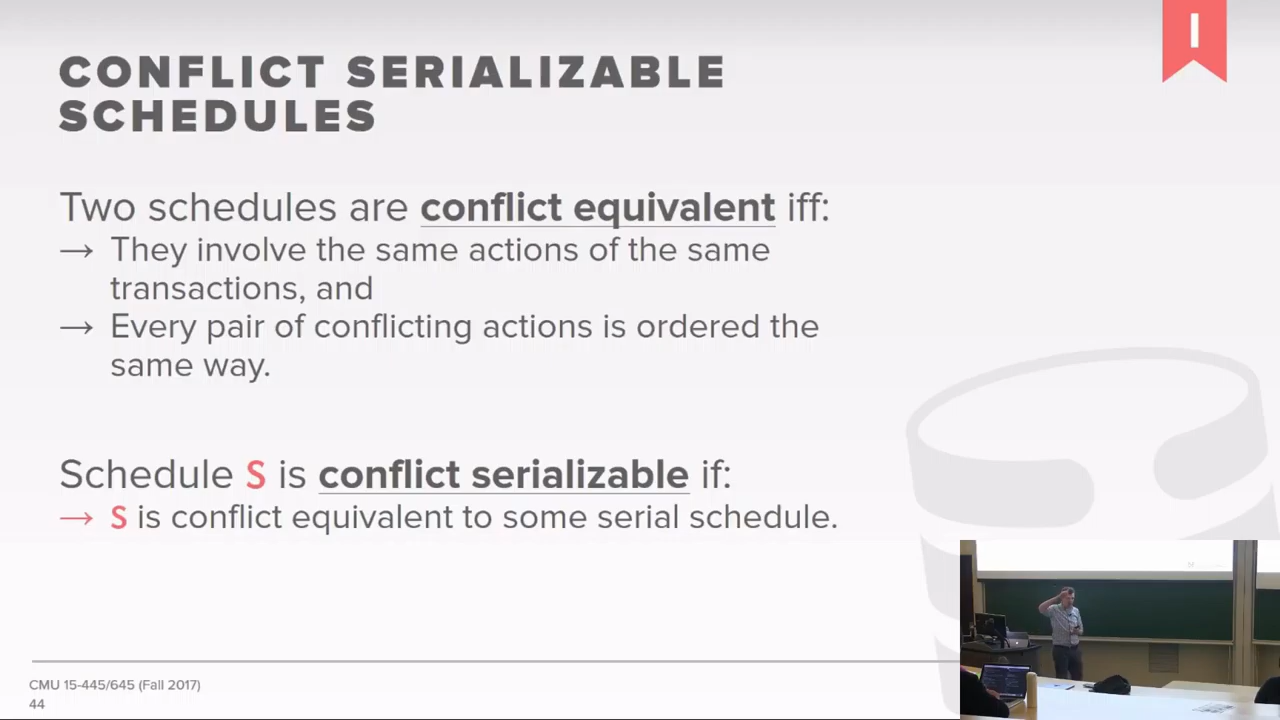 I
CONFLICT SERIALIZABLE
SCHEDULES
Two schedules are conflict equivalent iff:
→ They involve the same actions of the same
transactions, and
→ Every pair of conflicting actions is ordered the
same way.
Schedule S is conflict serializable if:
→ S is conflict equivalent to some serial schedule.
CMU 15-445/645 (Fall 2017)
44